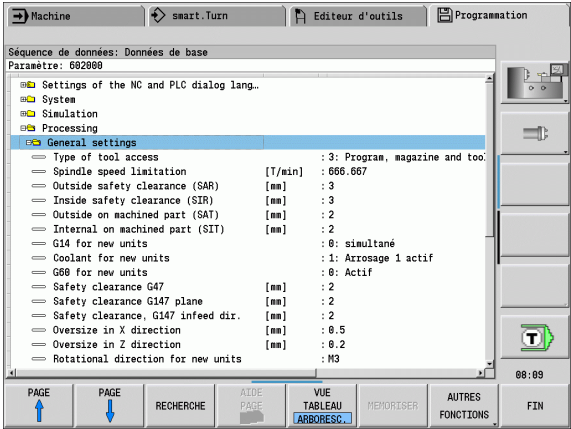 Machine
smart.Turn
Editeur d'outils
Programmation
Séquence de données: Données de base
Paramètre: 602000
Settings of the NC and PLC dialog lang…
System
Simulation
Processing
General settings
Type of tool access : 3: Program, magazine and tool
Spindle speed limitation [T/min] : 666.667
Outside safety clearance (SAR) [mm] : 3
Inside safety clearance (SIR) [mm] : 3
Outside on machined part (SAT) [mm] : 2
Internal on machined part (SIT) [mm] : 2
G14 for new units : 0: simultané
Coolant for new units : 1: Arrosage 1 actif
G60 for new units : 0: Actif
Safety clearance G47 [mm] : 2
Safety clearance G147 plane [mm] : 2
Safety clearance, G147 infeed dir. [mm] : 2
Oversize in X direction [mm] : 0.5
Oversize in Z direction [mm] : 0.2
Rotational direction for new units : M3
T
08:09
PAGE
PAGE
RECHERCHE
AIDE
PAGE
VUE
TABLEAU
ARBORESC.
MEMORISER
AUTRES
FONCTIONS
FIN